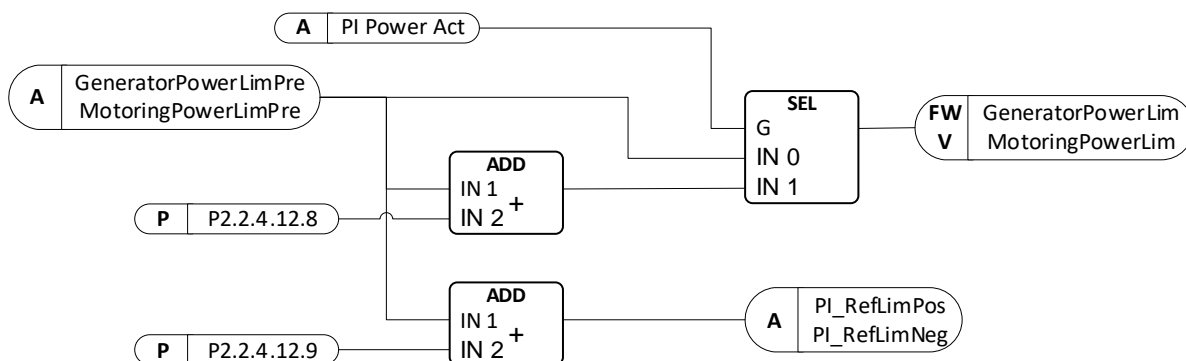 A PI Power Act
A GeneratorPowerLimPre
MotoringPowerLimPre
SEL
G
IN 0
IN 1
FW GeneratorPowerLim
V MotoringPowerLim
ADD
IN 1
IN 2 +
P P2.2.4.12.8
ADD
IN 1
IN 2 +
P P2.2.4.12.9
A PI_RefLimPos
PI_RefLimNeg